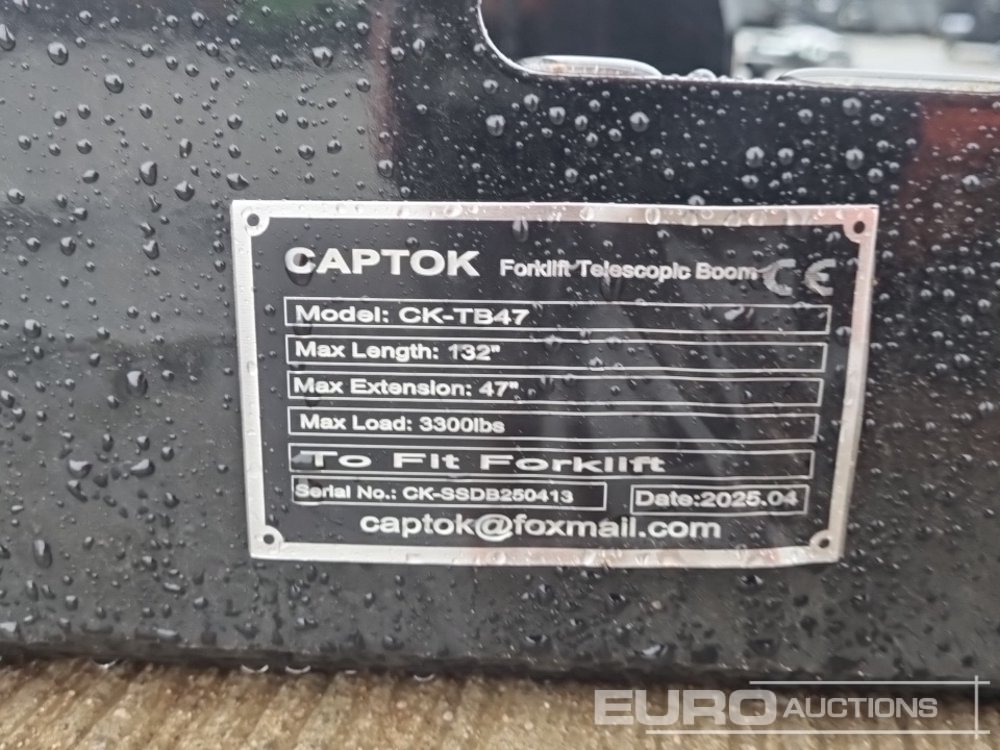 CAPTOK Forklift Telescopic Boom CE
Model: CK-TB47
Max Length: 132"
Max Extension: 47"
Max Load: 3300lbs
To Fit Forklift
Serial No.: CK-SSDB250413 Date:2025.04
captok@foxmail.com
EURO AUCTIONS